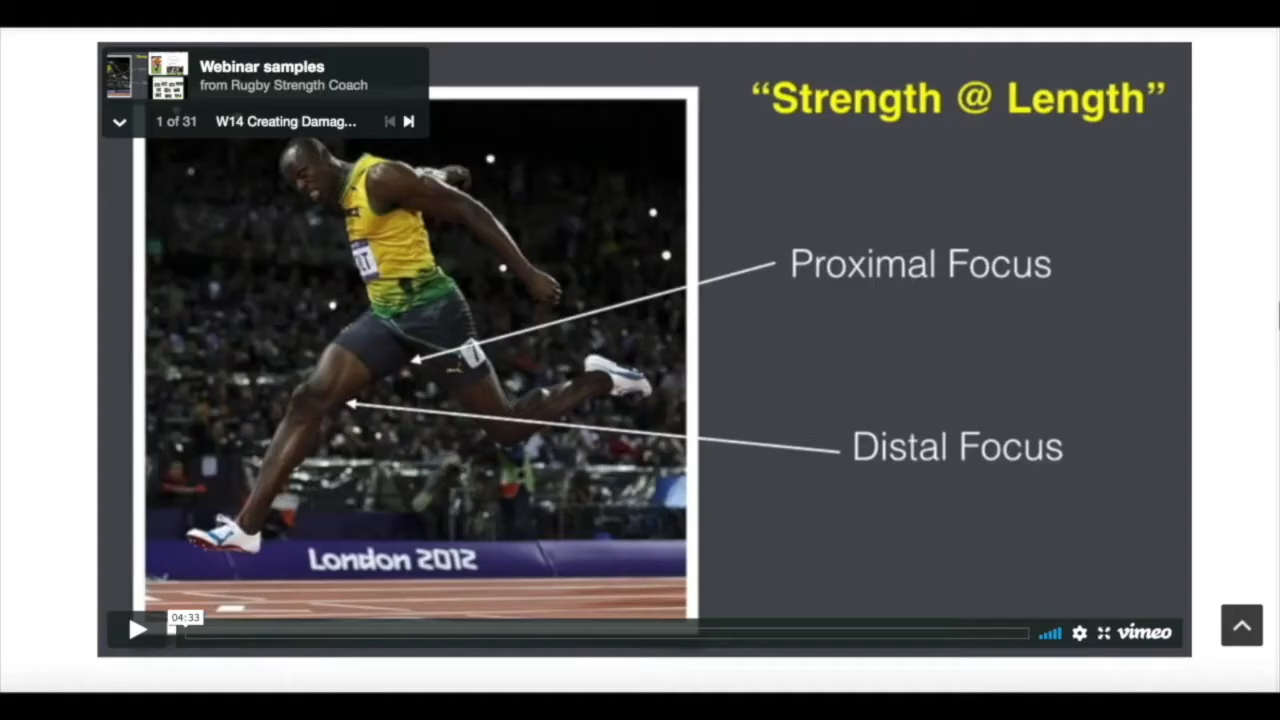 Webinar samples
from Rugby Strength Coach
1 of 31 W14 Creating Damag...
"Strength @ Length"
Proximal Focus
Distal Focus
LT
London 2012
04:33
vimeo